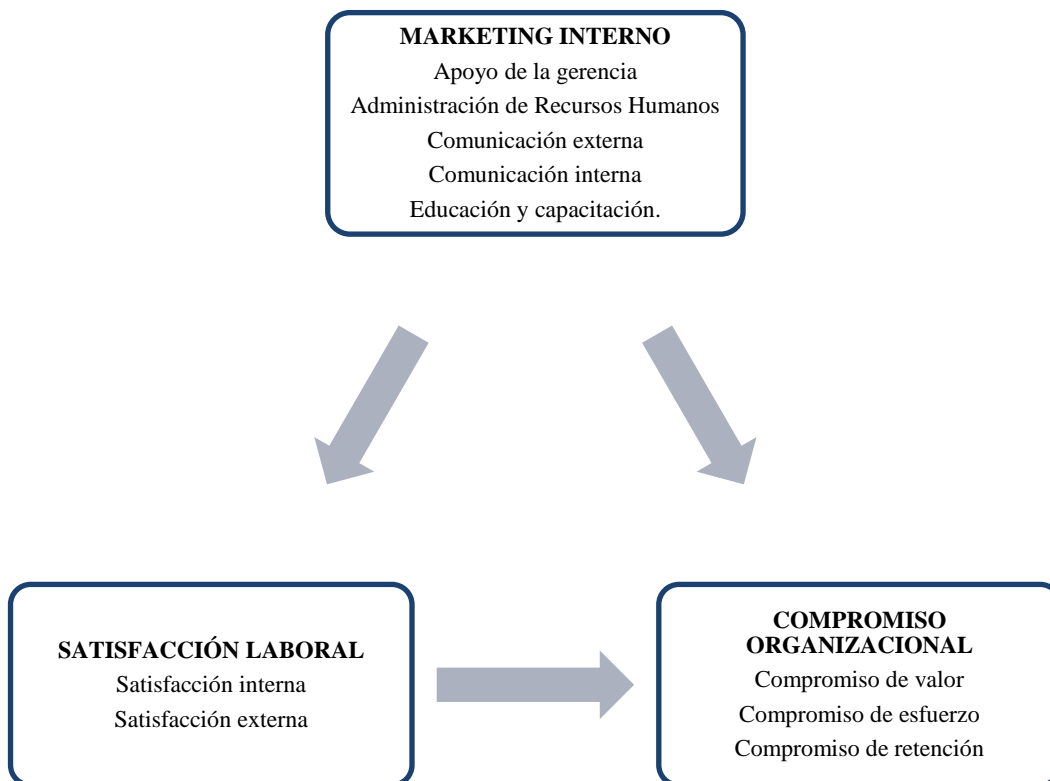 MARKETING INTERNO
Apoyo de la gerencia
Administración de Recursos Humanos
Comunicación externa
Comunicación interna
Educación y capacitación.
SATISFACCIÓN LABORAL
Satisfacción interna
Satisfacción externa
COMPROMISO
ORGANIZACIONAL
Compromiso de valor
Compromiso de esfuerzo
Compromiso de retención